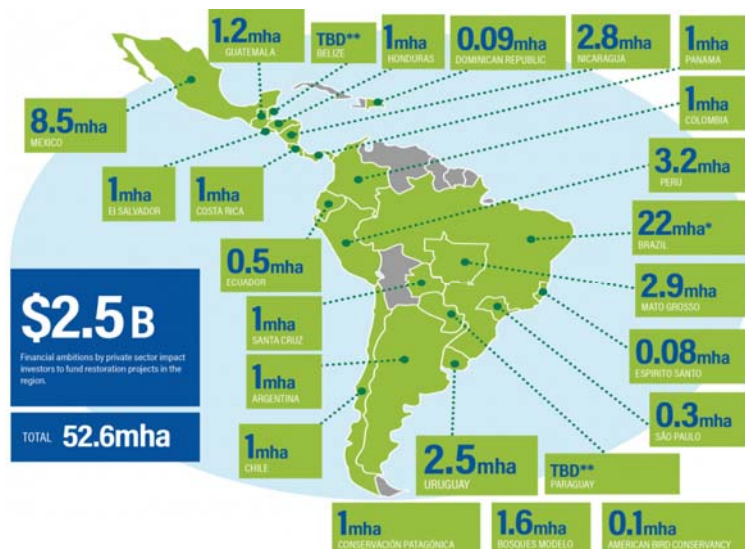 1.2mha
GUATEMALA
TBD**
BELIZE
1mha
HONDURAS
0.09mha
DOMINICAN REPUBLIC
2.8mha
NICARAGUA
1mha
PANAMA
8.5mha
MEXICO
1mha
COLOMBIA
1mha
El SALVADOR
1mha
COSTA RICA
3.2mha
PERU
22mha*
BRAZIL
0.5mha
ECUADOR
2.9mha
MATO GROSSO
$2.5 B
Financial ambitions by private sector impact
investors to fund restoration projects in the
region.
TOTAL 52.6mha
1mha
SANTA CRUZ
0.08mha
ESPIRITO SANTO
1mha
ARGENTINA
0.3mha
SÃO PAULO
1mha
CHILE
2.5mha
URUGUAY
TBD**
PARAGUAY
1mha
CONSERVACIÓN PATAGÓNICA
1.6mha
BOSQUES MODELO
0.1mha
AMERICAN BIRD CONSERVANCY